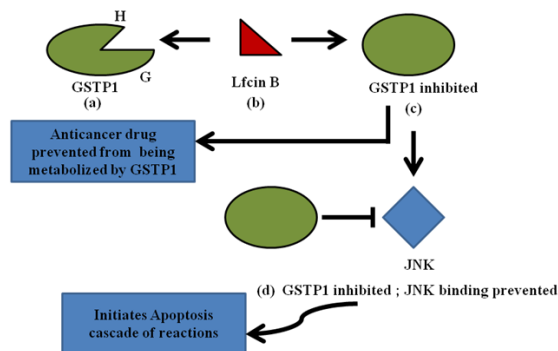 H
G
GSTP1
(a)
Lfcin B
(b)
GSTP1 inhibited
(c)
Anticancer drug
prevented from being
metabolized by GSTP1
JNK
(d) GSTP1 inhibited ; JNK binding prevented
Initiates Apoptosis
cascade of reactions